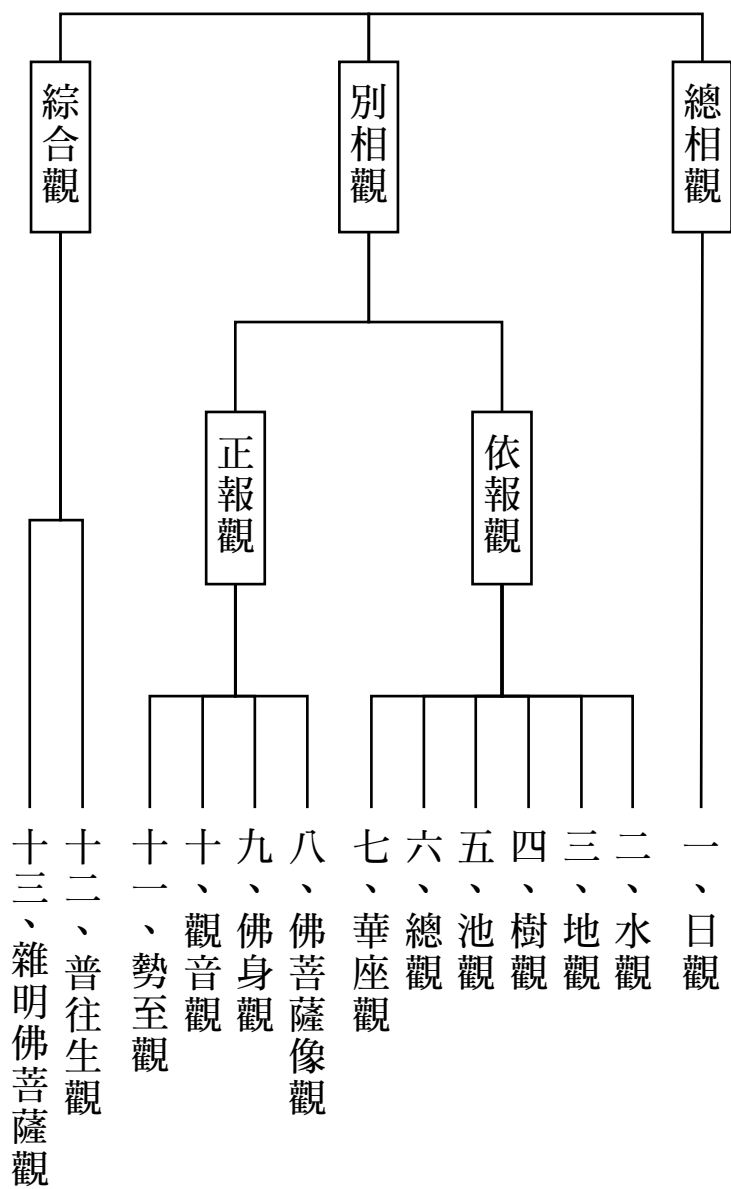 總相觀
別相觀
綜合觀
依報觀
正報觀
一、日觀
二、水觀
三、地觀
四、樹觀
五、池觀
六、總觀
七、華座觀
八、佛菩薩像觀
九、佛身觀
十、觀音觀
十一、勢至觀
十二、普往生觀
十三、雜明佛菩薩觀